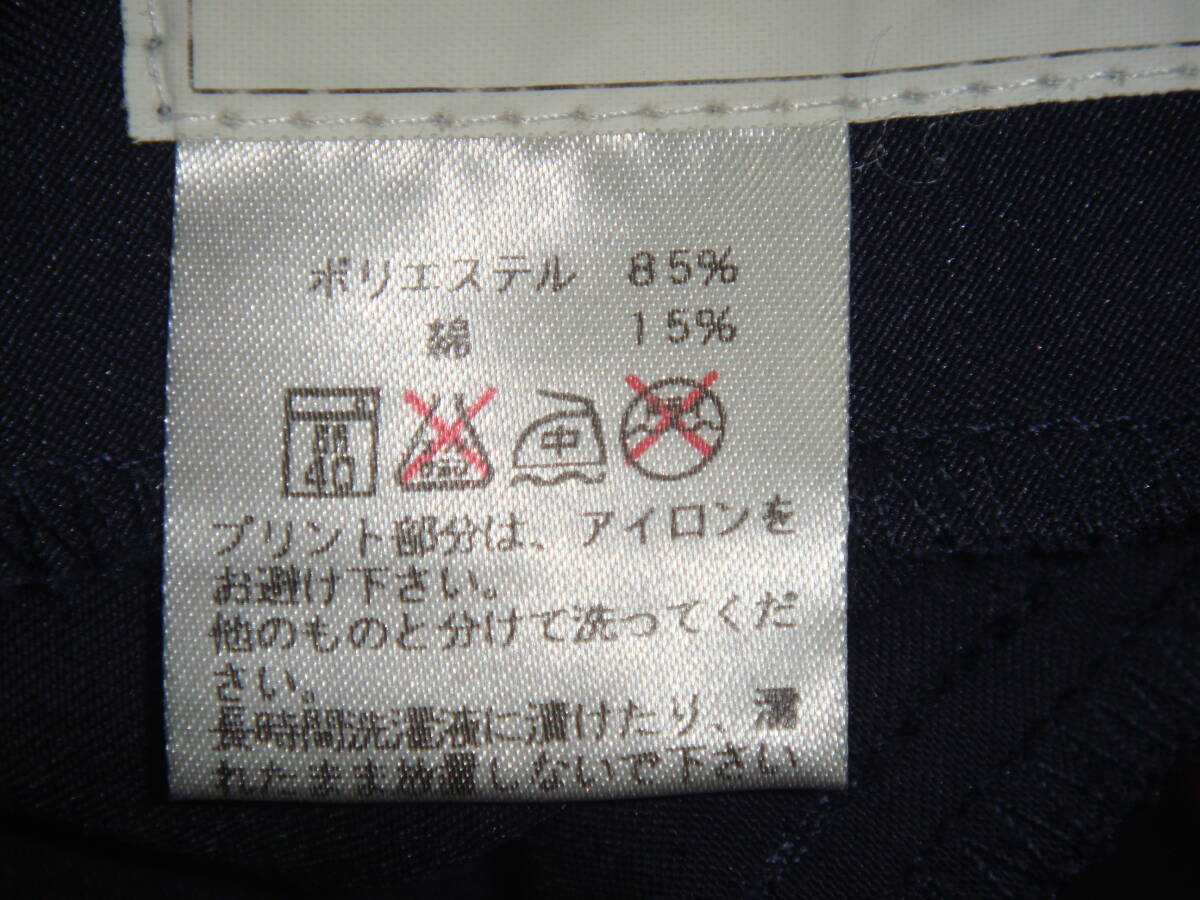 ポリエステル 85%
綿 15%
40 中
プリント部分は、アイロンを
お避け下さい。
他のものと分けて洗ってくだ
さい。
長時間洗濯液に漬けたり、濡
れたまま放置しないで下さい